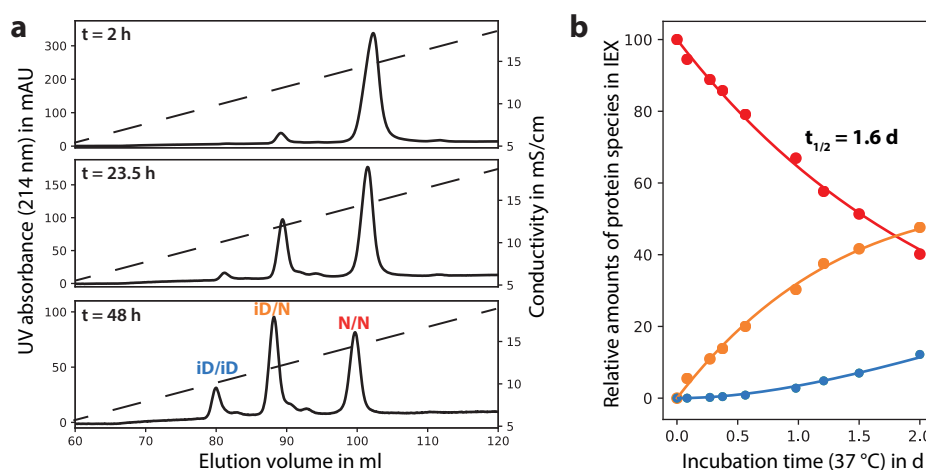 a
t = 2 h
300
200
100
0
15
10
5
t = 23.5 h
150
100
50
0
15
10
5
t = 48 h
iD/iD
iD/N
N/N
100
50
0
15
10
5
60 70 80 90 100 110 120
Elution volume in ml
UV absorbance (214 nm) in mAU
Conductivity in mS/cm
b
100
80
60
40
20
0
t1/2 = 1.6 d
0.0 0.5 1.0 1.5 2.0
Incubation time (37 °C) in d
Relative amounts of protein species in IEX